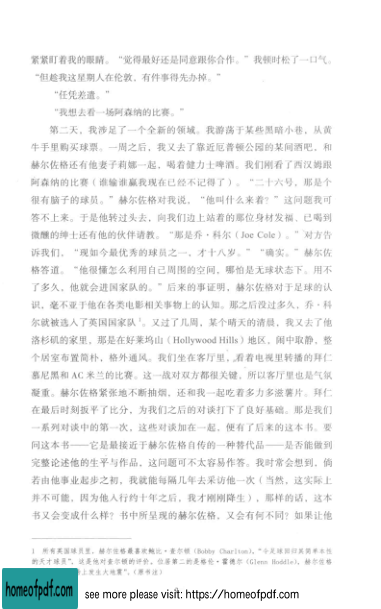 紧紧盯着我的眼睛。“觉得最好还是同意跟你合作。”我顿时松了一口气。
“但趁我这星期人在伦敦，有件事得先办掉。”
“任凭差遣。”
“我想去看一场阿森纳的比赛。”
第二天，我涉足了一个全新的领域。我游荡于某些黑暗小巷，从黄
牛手里购买球票。一周之后，我又去了靠近厄普顿公园的某间酒吧，和
赫尔佐格还有他妻子莉娜一起，喝着健力士啤酒。我们刚看了西汉姆跟
阿森纳的比赛（谁输谁赢我现在已经不记得了）。“二十六号，那是个
很有脑子的球员。”赫尔佐格对我说，“他叫什么来着？”这问题我可
答不上来。于是他转过头去，向我们边上站着的那位身材发福、已喝到
微醺的绅士还有他的伙伴请教。“那是乔·科尔（Joe Cole）。”对方告
诉我们，“现如今最优秀的球员之一，才十八岁。”“确实。”赫尔佐
格答道。“他很懂怎么利用自己周围的空间，哪怕是无球状态下。用不
了多久，他就会进国家队的。”后来的事证明，赫尔佐格对于足球的认
识，毫不亚于他在各类电影相关事物上的认知。那之后没过多久，乔·科
尔就被选入了英国国家队¹。又过了几周，某个晴天的清晨，我又去了他
洛杉矶的家里，那是在好莱坞山（Hollywood Hills）地区，闹中取静，整
个居室布置简朴，格外通风。我们坐在客厅里，看着电视里转播的拜仁
慕尼黑和AC米兰的比赛。这一战对双方都很关键，所以客厅里也是气氛
凝重。赫尔佐格紧张地不断抽烟，还和我一起吃着多力多滋薯片。拜仁
在最后时刻扳平了比分，为我们之后的对谈打下了良好基础。那是我们
一系列对谈中的第一次，这些对谈加在一起，便有了后来的这本书。要
问这本书——它是最接近于赫尔佐格自传的一种替代品——是否能做到
完整论述他的生平与作品，这问题可不太容易作答。我时常会想到，倘
若由他事业起步之初，我就能每隔几年去采访他一次（当然，这实际上
并不可能，因为他入行约十年之后，我才刚刚降生），那样的话，这本
书又会变成什么样？书中所呈现的赫尔佐格，又会有何不同？如果让他
1 所有英国球员里，赫尔佐格最喜欢鲍比·查尔顿（Bobby Charlton），“令足球回归其简单本性
的天才球员”，这是他对查尔顿的评价。位居第二的是格伦·霍德尔（Glenn Hoddle），赫尔佐格
上发生大地震”。（原书注）
homeofpdf.com
see more please visit: https://homeofpdf.com